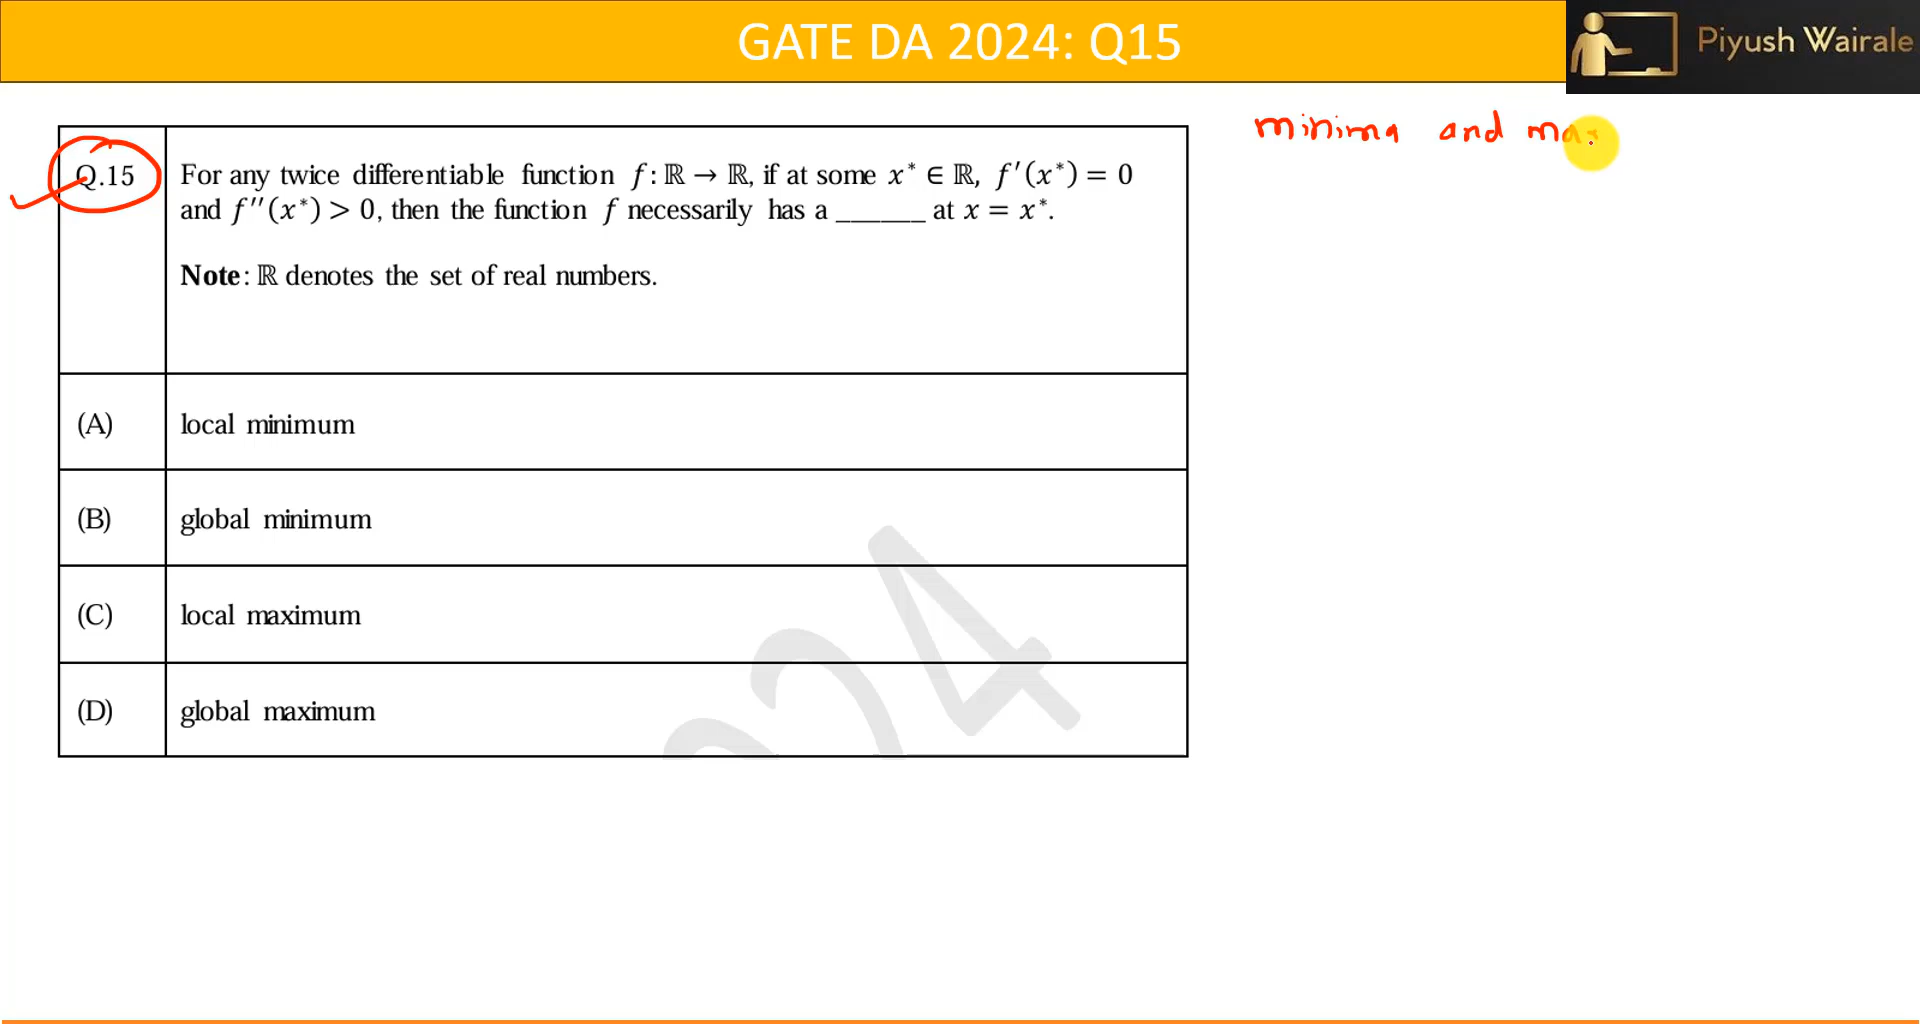 GATE DA 2024: Q15
Piyush Wairale
minima and
Q.15
For any twice differentiable function f: ℝ → ℝ, if at some x* ∈ ℝ, f′(x*) = 0
and f′′(x*) > 0, then the function f necessarily has a ______ at x = x*.
Note: ℝ denotes the set of real numbers.
(A) local minimum
(B) global minimum
(C) local maximum
(D) global maximum
24